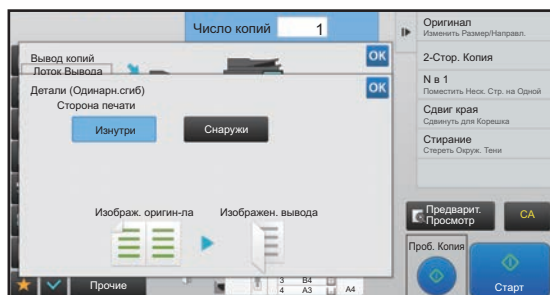 Число копий 1
Вывод копий
OK
Лоток Вывода
Детали (Одинарн.сгиб)
OK
Сторона печати
Изнутри
Снаружи
Изображ. оригин-ла
Изображен. вывода
Прочие
3 B4
4 A3
A4
Оригинал
Изменить Размер/Направл.
2-Стор. Копия
N в 1
Поместить Неск. Стр. на Одной
Сдвиг края
Сдвинуть для Корешка
Стирание
Стереть Окруж. Тени
Предварит.
Просмотр
CA
Проб. Копия
Старт